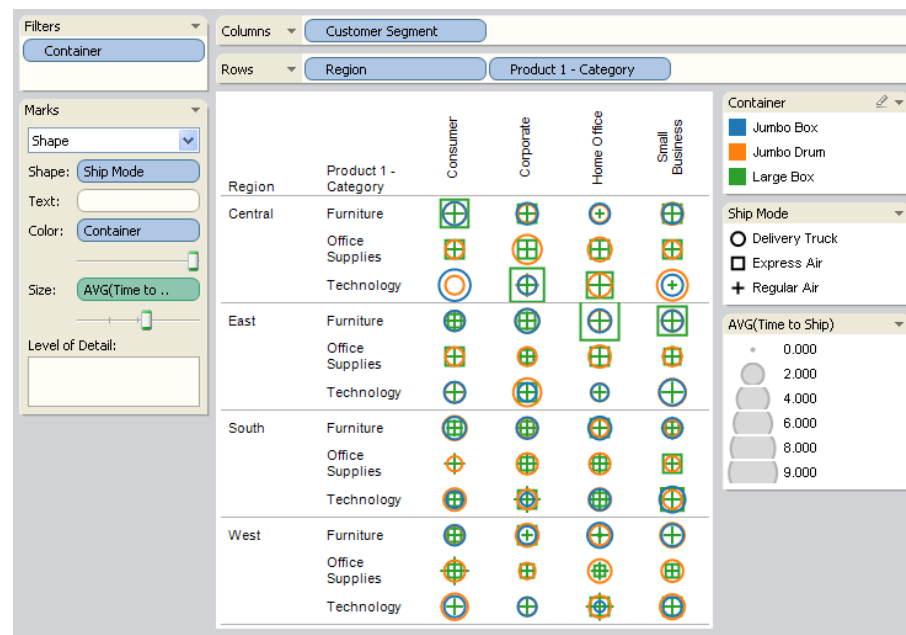 Filters
Container
Columns
Customer Segment
Rows
Region
Product 1 - Category
Marks
Shape
Shape:
Ship Mode
Text:
Color:
Container
Size:
AVG(Time to ..
Level of Detail:
Region
Product 1 -
Category
Consumer
Corporate
Home Office
Small
Business
Central
Furniture
Office
Supplies
Technology
East
Furniture
Office
Supplies
Technology
South
Furniture
Office
Supplies
Technology
West
Furniture
Office
Supplies
Technology
Container
Jumbo Box
Jumbo Drum
Large Box
Ship Mode
Delivery Truck
Express Air
Regular Air
AVG(Time to Ship)
0.000
2.000
4.000
6.000
8.000
9.000